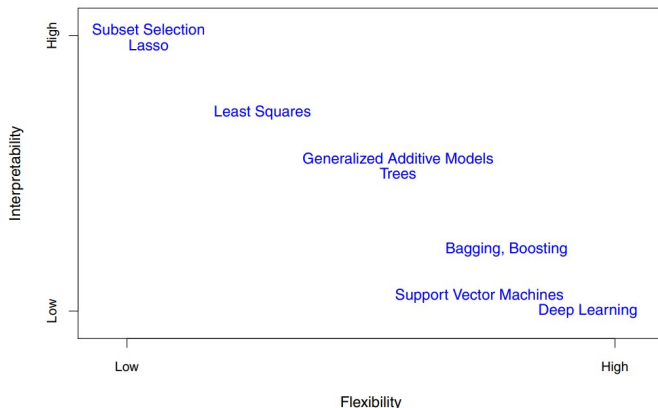 High
Subset Selection
Lasso
Least Squares
Generalized Additive Models
Trees
Bagging, Boosting
Support Vector Machines
Deep Learning
Low
Interpretability
Low
High
Flexibility